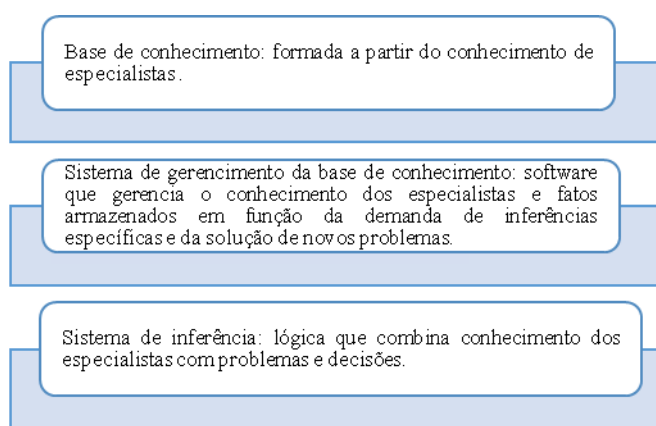 Base de conhecimento: formada a partir do conhecimento de
especialistas.
Sistema de gerencimento da base de conhecimento: software
que gerencia o conhecimento dos especialistas e fatos
armazenados em função da demanda de inferências
específicas e da solução de novos problemas.
Sistema de inferência: lógica que combina conhecimento dos
especialistas com problemas e decisões.